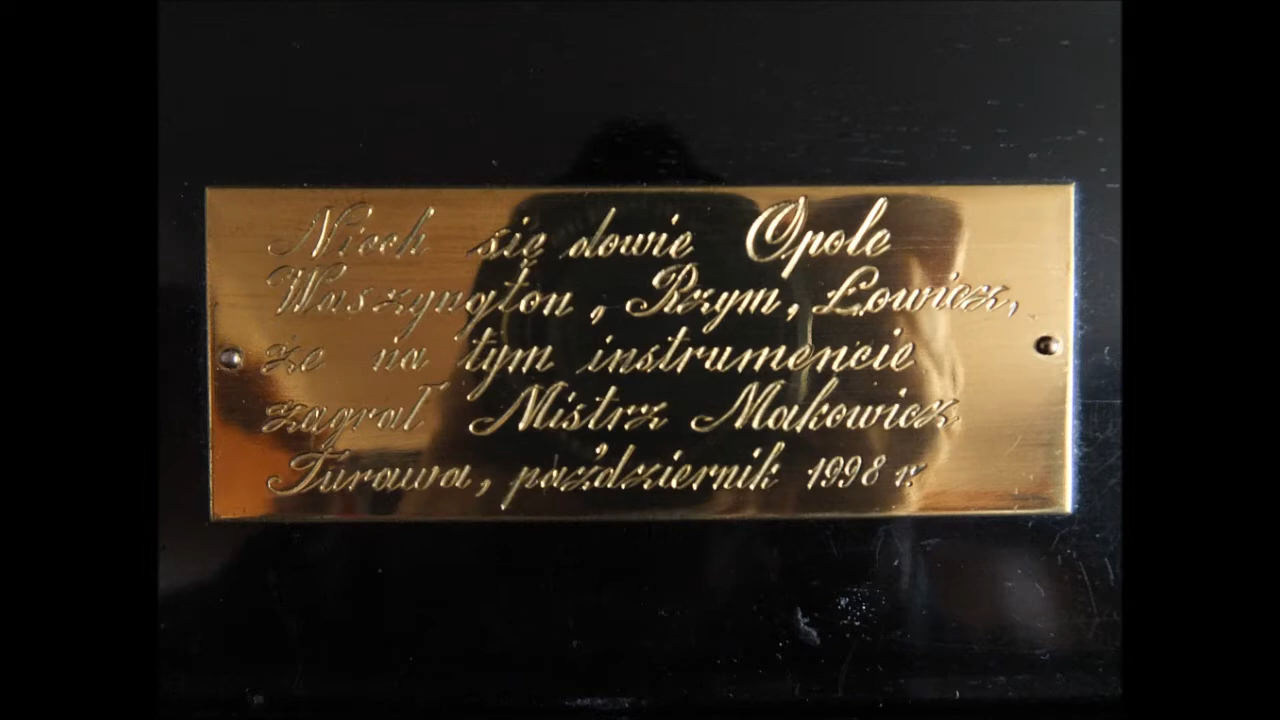 Niech się dowie Opole
Waszyngton, Rzym, Łowicz,
że na tym instrumencie
zagrał Mistrz Makowicz
Turawa, październik 1998 r.